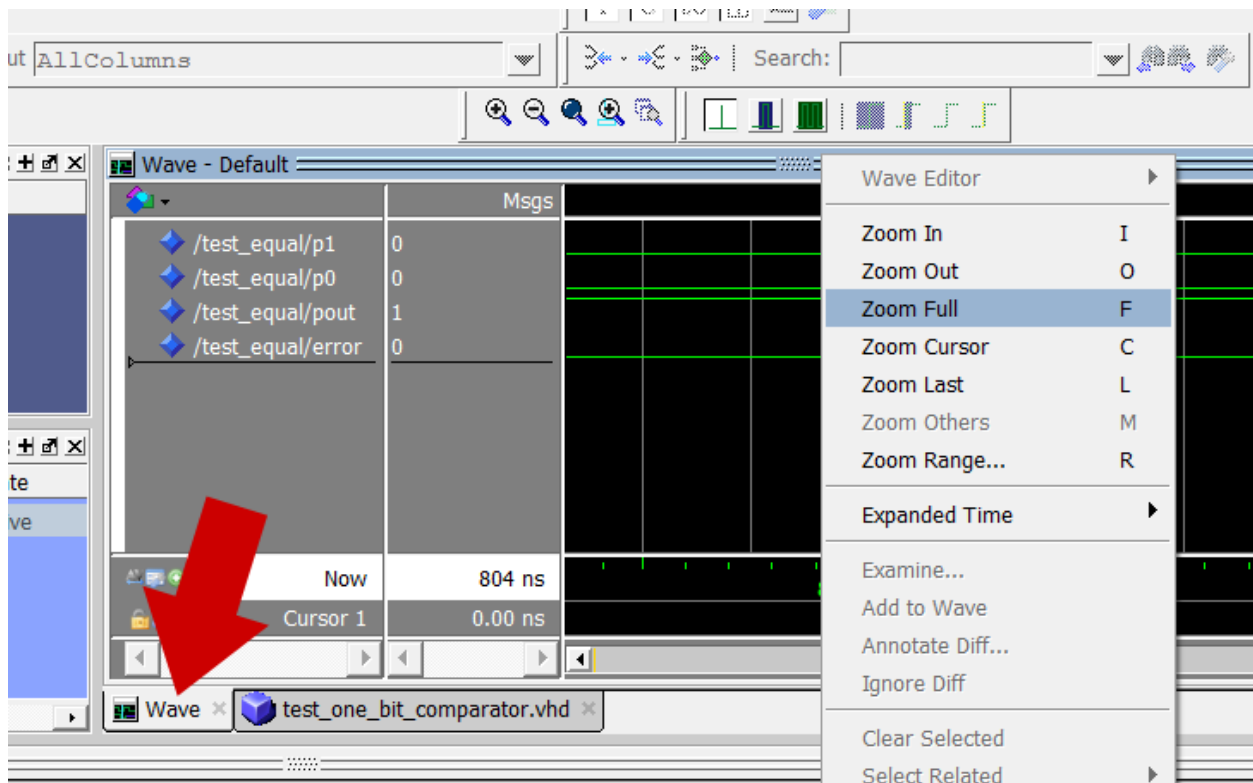 ut AllColumns
Search:
Wave - Default
Msgs
/test_equal/p1 0
/test_equal/p0 0
/test_equal/pout 1
/test_equal/error 0
te
ve
Now 804 ns
Cursor 1 0.00 ns
Wave
test_one_bit_comparator.vhd
Wave Editor
Zoom In I
Zoom Out O
Zoom Full F
Zoom Cursor C
Zoom Last L
Zoom Others M
Zoom Range... R
Expanded Time
Examine...
Add to Wave
Annotate Diff...
Ignore Diff
Clear Selected
Select Related